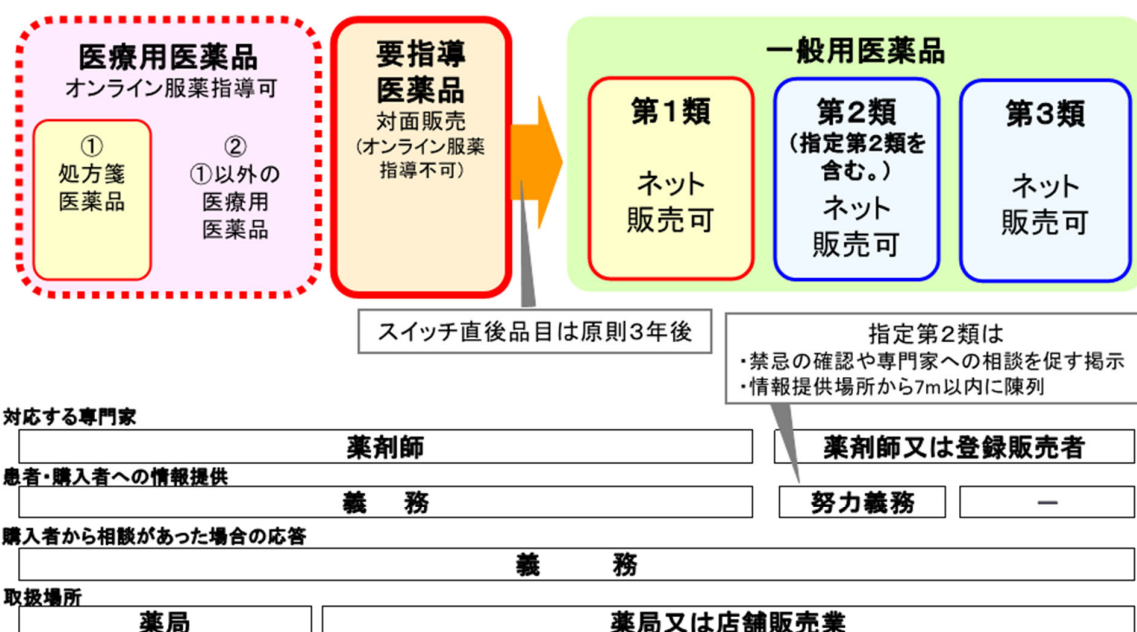 医療用医薬品
オンライン服薬指導可
①
処方箋
医薬品
②
①以外の
医療用
医薬品
要指導
医薬品
対面販売
(オンライン服薬
指導不可)
一般用医薬品
第1類
ネット
販売可
第2類
(指定第2類を
含む。)
ネット
販売可
第3類
ネット
販売可
スイッチ直後品目は原則3年後
指定第2類は
・禁忌の確認や専門家への相談を促す掲示
・情報提供場所から7m以内に陳列
対応する専門家
薬剤師
薬剤師又は登録販売者
患者・購入者への情報提供
義 務
努力義務
－
購入者から相談があった場合の応答
義 務
取扱場所
薬局
薬局又は店舗販売業